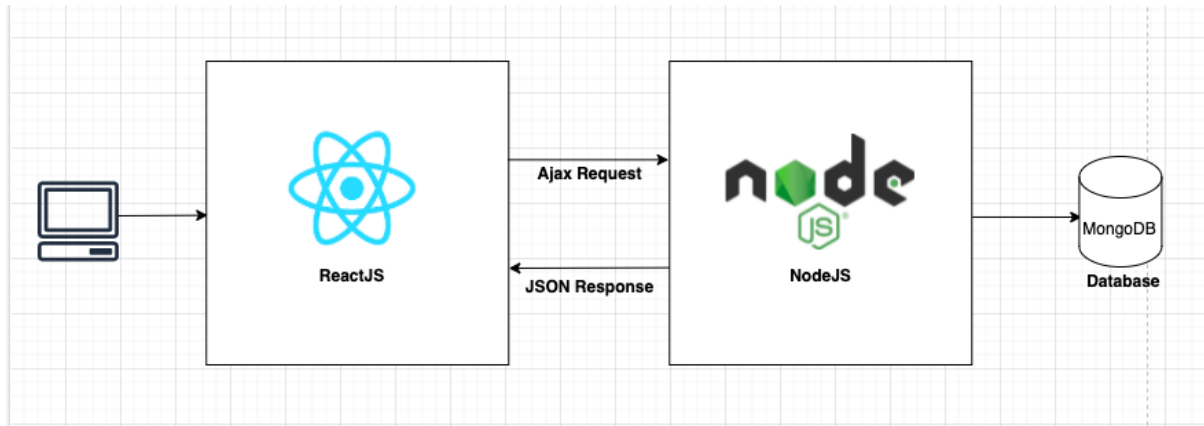 Ajax Request
node
JS
®
MongoDB
ReactJS
JSON Response
NodeJS
Database